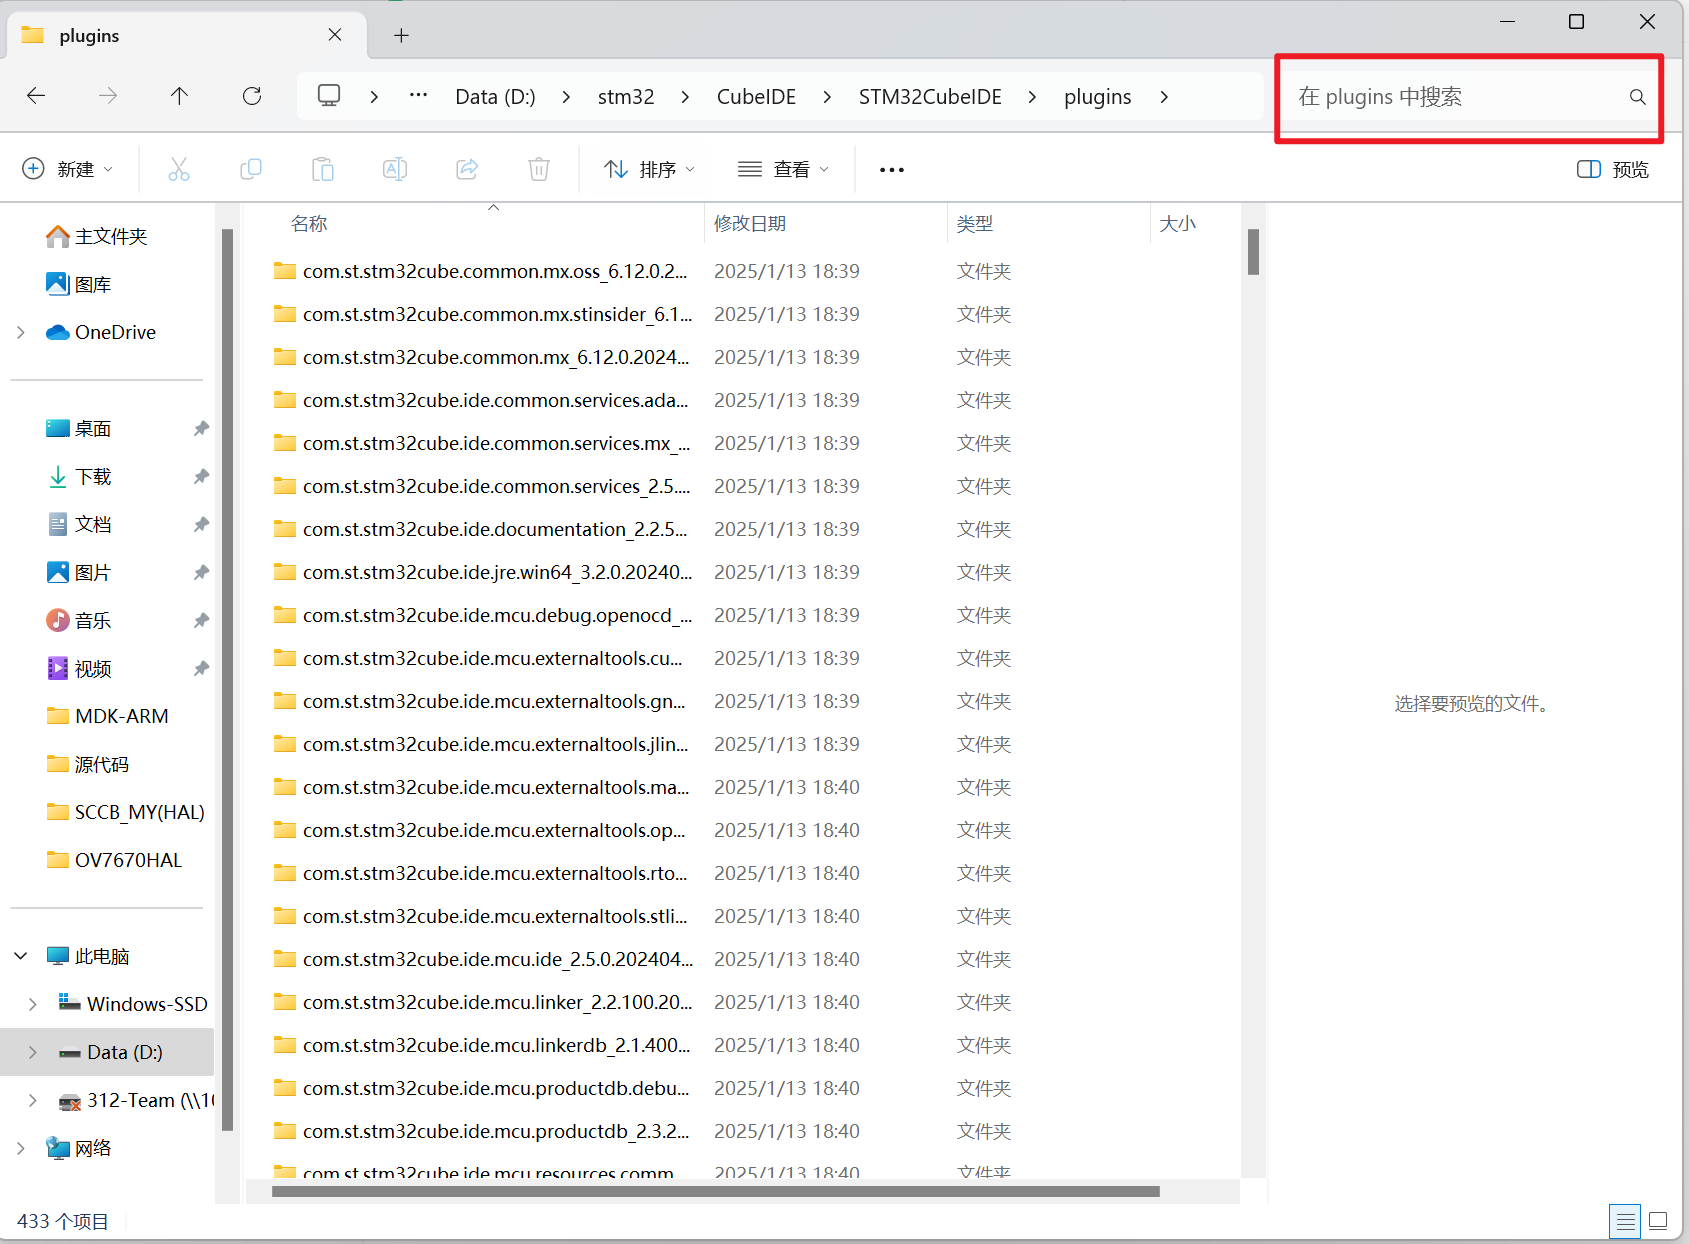 plugins
Data (D:)
stm32
CubeIDE
STM32CubeIDE
plugins
在 plugins 中搜索
新建
排序
查看
预览
主文件夹
图库
OneDrive
桌面
下载
文档
图片
音乐
视频
MDK-ARM
源代码
SCCB_MY(HAL)
OV7670HAL
此电脑
Windows-SSD
Data (D:)
312-Team (\\10
网络
名称 修改日期 类型 大小
com.st.stm32cube.common.mx.oss_6.12.0.2... 2025/1/13 18:39 文件夹
com.st.stm32cube.common.mx.stinsider_6.1... 2025/1/13 18:39 文件夹
com.st.stm32cube.common.mx_6.12.0.2024... 2025/1/13 18:39 文件夹
com.st.stm32cube.ide.common.services.ada... 2025/1/13 18:39 文件夹
com.st.stm32cube.ide.common.services.mx_... 2025/1/13 18:39 文件夹
com.st.stm32cube.ide.common.services_2.5.... 2025/1/13 18:39 文件夹
com.st.stm32cube.ide.documentation_2.2.5... 2025/1/13 18:39 文件夹
com.st.stm32cube.ide.jre.win64_3.2.0.20240... 2025/1/13 18:39 文件夹
com.st.stm32cube.ide.mcu.debug.openocd_... 2025/1/13 18:39 文件夹
com.st.stm32cube.ide.mcu.externaltools.cu... 2025/1/13 18:39 文件夹
com.st.stm32cube.ide.mcu.externaltools.gn... 2025/1/13 18:39 文件夹
com.st.stm32cube.ide.mcu.externaltools.jlin... 2025/1/13 18:39 文件夹
com.st.stm32cube.ide.mcu.externaltools.ma... 2025/1/13 18:40 文件夹
com.st.stm32cube.ide.mcu.externaltools.op... 2025/1/13 18:40 文件夹
com.st.stm32cube.ide.mcu.externaltools.rto... 2025/1/13 18:40 文件夹
com.st.stm32cube.ide.mcu.externaltools.stli... 2025/1/13 18:40 文件夹
com.st.stm32cube.ide.mcu.ide_2.5.0.202404... 2025/1/13 18:40 文件夹
com.st.stm32cube.ide.mcu.linker_2.2.100.20... 2025/1/13 18:40 文件夹
com.st.stm32cube.ide.mcu.linkerdb_2.1.400... 2025/1/13 18:40 文件夹
com.st.stm32cube.ide.mcu.productdb.debu... 2025/1/13 18:40 文件夹
com.st.stm32cube.ide.mcu.productdb_2.3.2... 2025/1/13 18:40 文件夹
com.st.stm32cube.ide.mcu.resources.comm 2025/1/13 18:40 文件夹
选择要预览的文件。
433 个项目